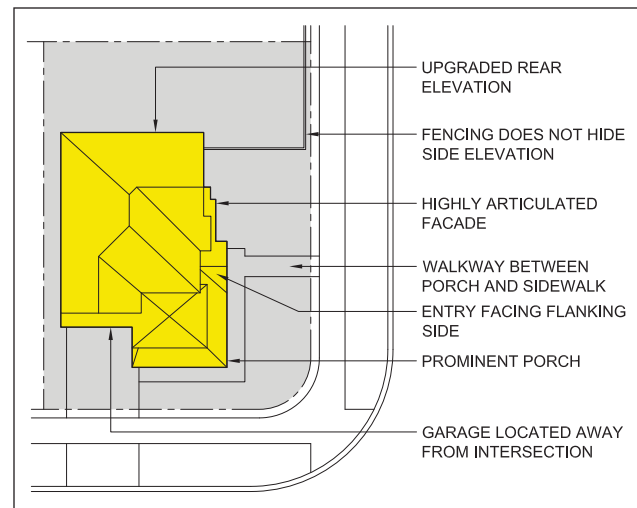 UPGRADED REAR
ELEVATION
FENCING DOES NOT HIDE
SIDE ELEVATION
HIGHLY ARTICULATED
FACADE
WALKWAY BETWEEN
PORCH AND SIDEWALK
ENTRY FACING FLANKING
SIDE
PROMINENT PORCH
GARAGE LOCATED AWAY
FROM INTERSECTION